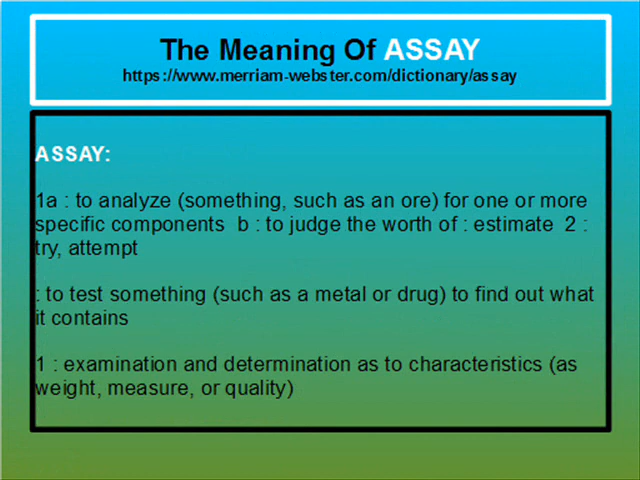 The Meaning Of ASSAY
https://www.merriam-webster.com/dictionary/assay
ASSAY:
1a : to analyze (something, such as an ore) for one or more
specific components  b : to judge the worth of : estimate  2 :
try, attempt
: to test something (such as a metal or drug) to find out what
it contains
1 : examination and determination as to characteristics (as
weight, measure, or quality)